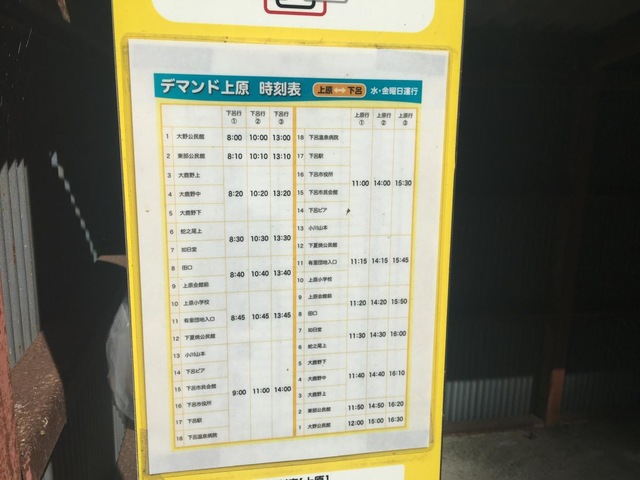 デマンド上原 時刻表 上原⇔下呂 水・金曜日運行
下呂行① 下呂行② 下呂行③
1 大野公民館 8:00 10:00 13:00
2 東部公民館 8:10 10:10 13:10
3 大鹿野上
4 大鹿野中 8:20 10:20 13:20
5 大鹿野下
6 蛇之尾上
7 如日堂 8:30 10:30 13:30
8 田口
9 上原会館前 8:40 10:40 13:40
10 上原小学校
11 有里団地入口 8:45 10:45 13:45
12 下夏焼公民館
13 小川山本
14 下呂ピア
15 下呂市民会館 9:00 11:00 14:00
16 下呂市役所
17 下呂駅
18 下呂温泉病院
上原行① 上原行② 上原行③
18 下呂温泉病院
17 下呂駅
16 下呂市役所 11:00 14:00 15:30
15 下呂市民会館
14 下呂ピア
13 小川山本
12 下夏焼公民館
11 有里団地入口 11:15 14:15 15:45
10 上原小学校
9 上原会館前 11:20 14:20 15:50
8 田口
7 如日堂 11:30 14:30 16:00
6 蛇之尾上
5 大鹿野下
4 大鹿野中 11:40 14:40 16:10
3 大鹿野上
2 東部公民館 11:50 14:50 16:20
1 大野公民館 12:00 15:00 16:30